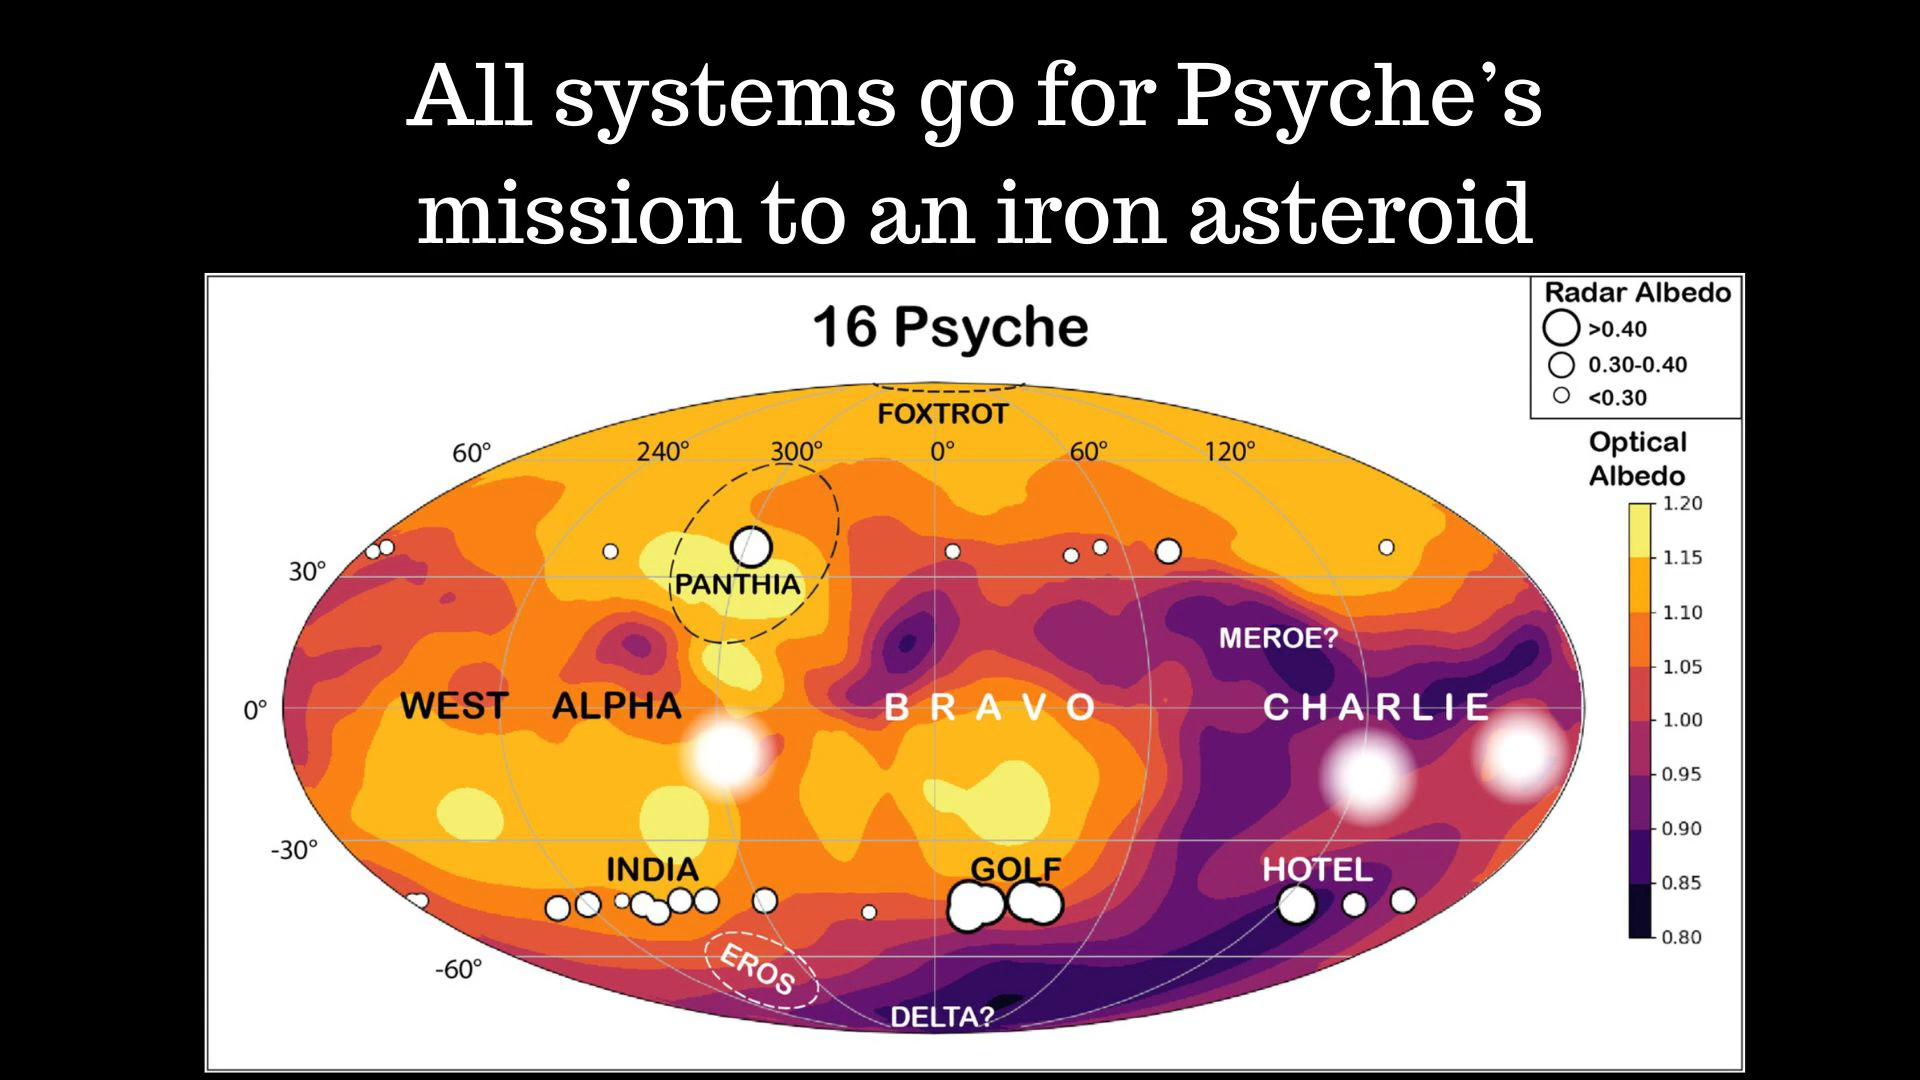 All systems go for Psyche’s
mission to an iron asteroid
16 Psyche
Radar Albedo
>0.40
0.30-0.40
<0.30
Optical
Albedo
1.20
1.15
1.10
1.05
1.00
0.95
0.90
0.85
0.80
FOXTROT
60° 240° 300° 0° 60° 120°
30°
PANTHIA
MEROE?
0°
WEST ALPHA BRAVO CHARLIE
-30°
INDIA GOLF HOTEL
-60°
EROS
DELTA?